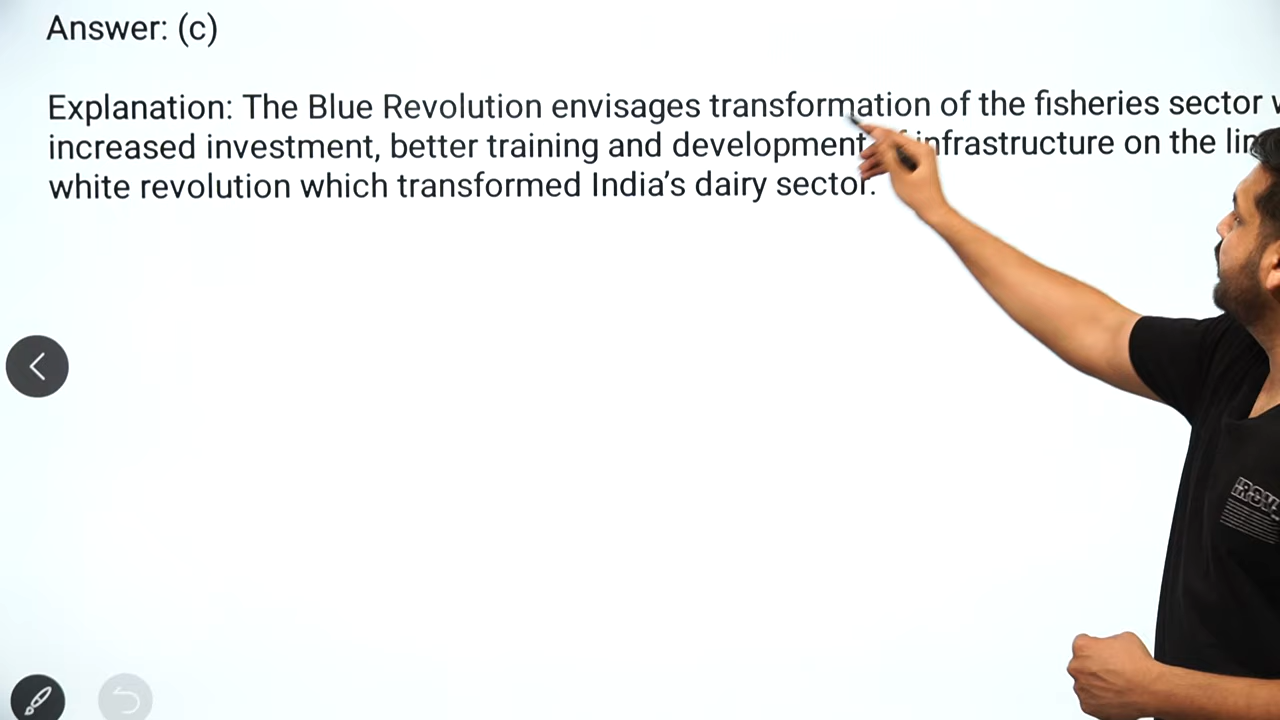 Answer: (c)
Explanation: The Blue Revolution envisages transformation of the fisheries sector
increased investment, better training and development infrastructure on the
white revolution which transformed India's dairy sector.